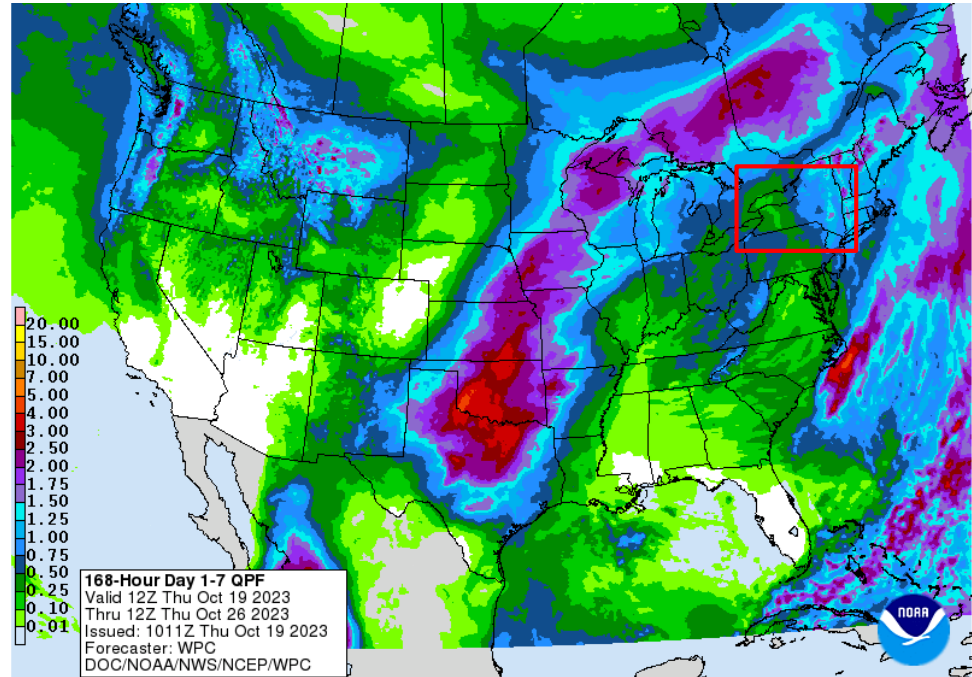 20.00
15.00
10.00
7.00
5.00
4.00
3.00
2.50
2.00
1.75
1.50
1.25
1.00
0.75
0.50
0.25
0.10
0.01
168-Hour Day 1-7 QPF
Valid 12Z Thu Oct 19 2023
Thru 12Z Thu Oct 26 2023
Issued: 1011Z Thu Oct 19 2023
Forecaster: WPC
DOC/NOAA/NWS/NCEP/WPC
NOAA